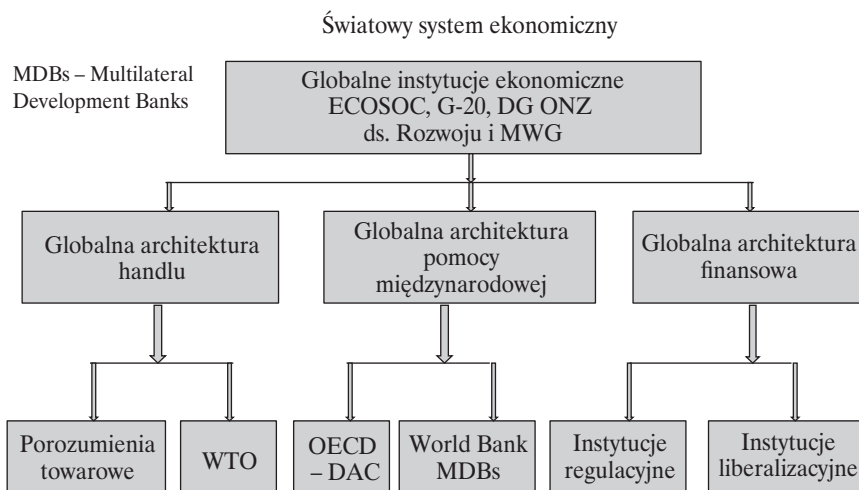 Światowy system ekonomiczny
MDBs – Multilateral
Development Banks
Globalne instytucje ekonomiczne
ECOSOC, G-20, DG ONZ
ds. Rozwoju i MWG
Globalna architektura
handlu
Globalna architektura
pomocy
międzynarodowej
Globalna architektura
finansowa
Porozumienia
towarowe
WTO
OECD
– DAC
World Bank
MDBs
Instytucje
regulacyjne
Instytucje
liberalizacyjne